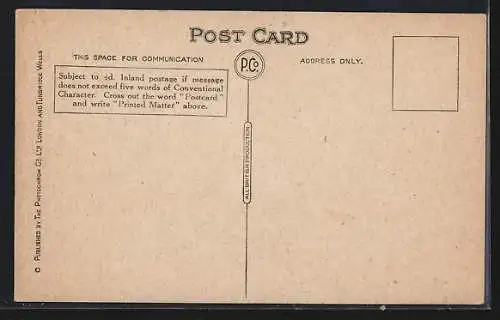 POST CARD
THIS SPACE FOR COMMUNICATION
P.Co.
ADDRESS ONLY.
Subject to ½d. Inland postage if message
does not exceed five words of Conventional
Character. Cross out the word "Postcard"
and write "Printed Matter" above.
ALL BRITISH PRODUCTION
© PUBLISHED BY THE PHOTOCHROM CO. LTD. LONDON AND TUNBRIDGE WELLS